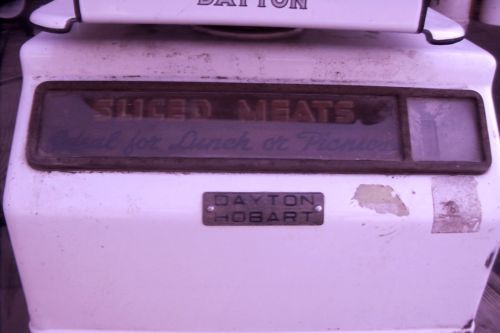 DAYTON
SLICED MEATS
Ideal for Lunch or Picnics
DAYTON
HOBART